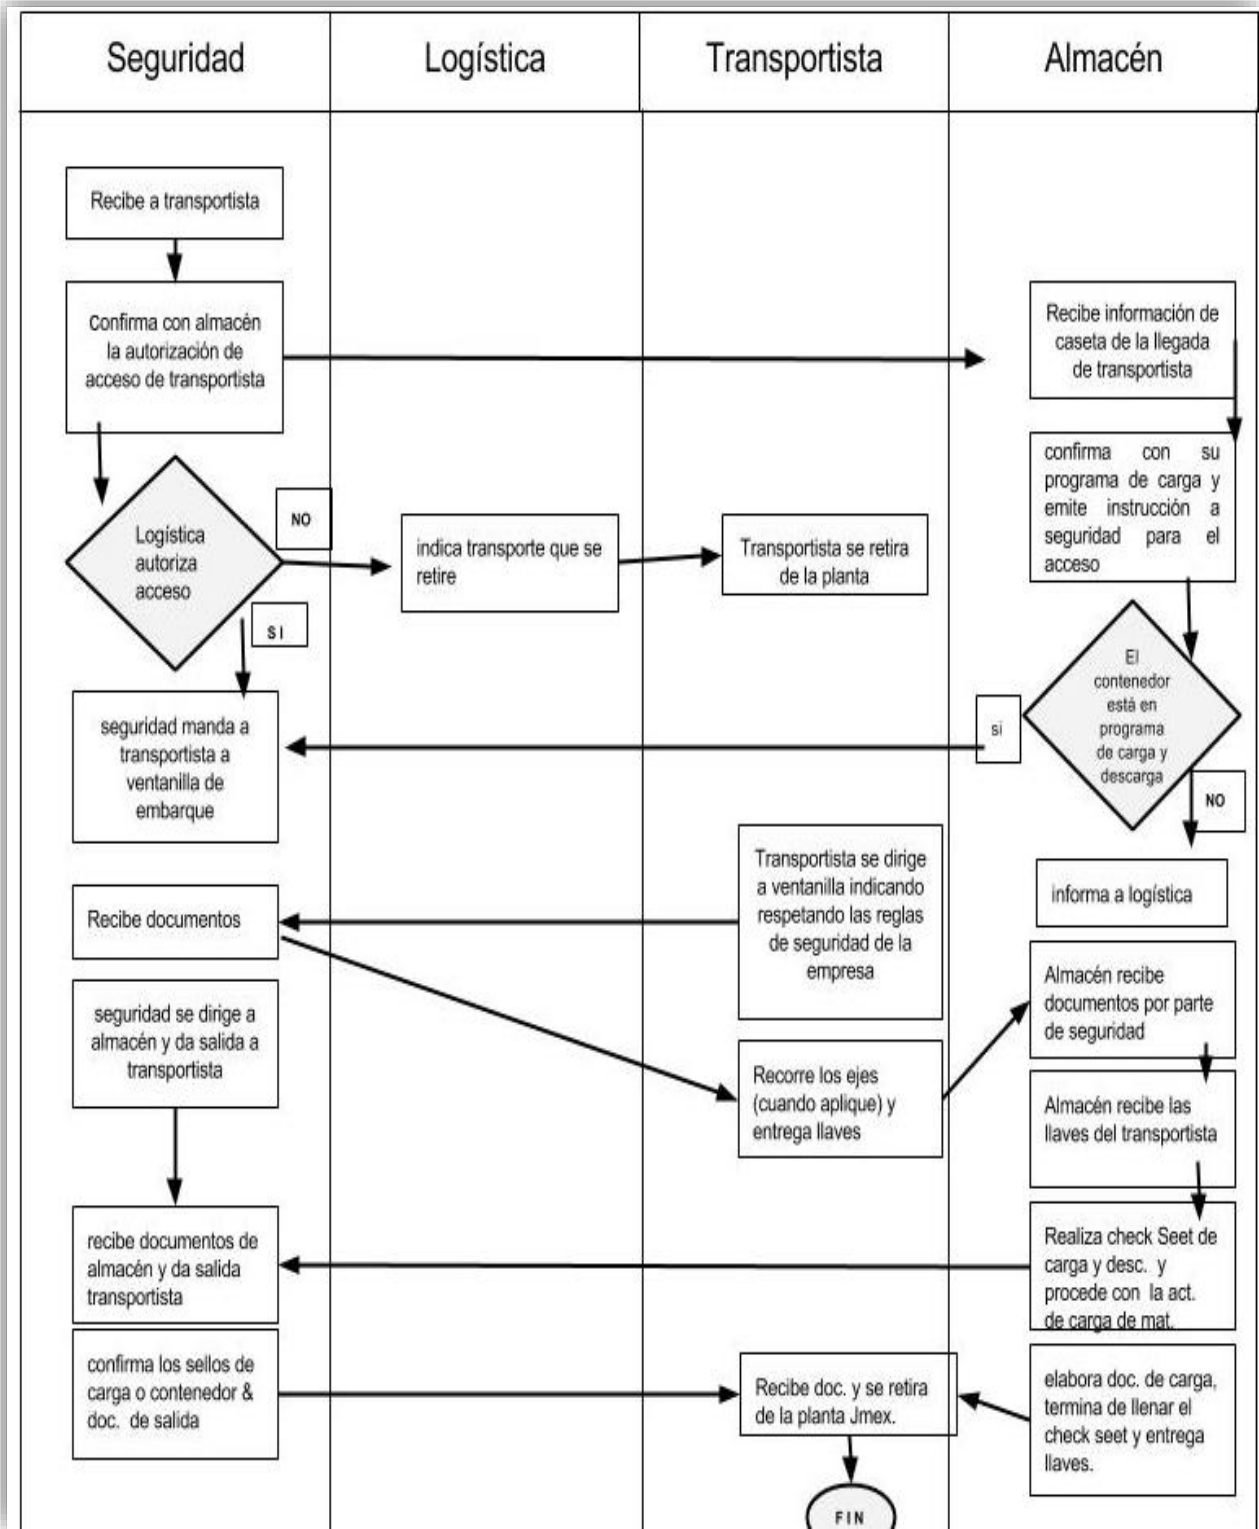 Seguridad
Logística
Transportista
Almacén
Recibe a transportista
Confirma con almacén
la autorización de
acceso de transportista
Recibe información de
caseta de la llegada
de transportista
confirma con su
programa de carga y
emite instrucción a
seguridad para el
acceso
Logística
autoriza
acceso
NO
indica transporte que se
retire
Transportista se retira
de la planta
S I
El
contenedor
está en
programa
de carga y
descarga
si
NO
seguridad manda a
transportista a
ventanilla de
embarque
Transportista se dirige
a ventanilla indicando
respetando las reglas
de seguridad de la
empresa
informa a logística
Recibe documentos
Almacén recibe
documentos por parte
de seguridad
seguridad se dirige a
almacén y da salida a
transportista
Recorre los ejes
(cuando aplique) y
entrega llaves
Almacén recibe las
llaves del transportista
recibe documentos de
almacén y da salida
transportista
Realiza check Seet de
carga y desc. y
procede con la act.
de carga de mat.
confirma los sellos de
carga o contenedor &
doc. de salida
Recibe doc. y se retira
de la planta Jmex.
elabora doc. de carga,
termina de llenar el
check seet y entrega
llaves.
F I N